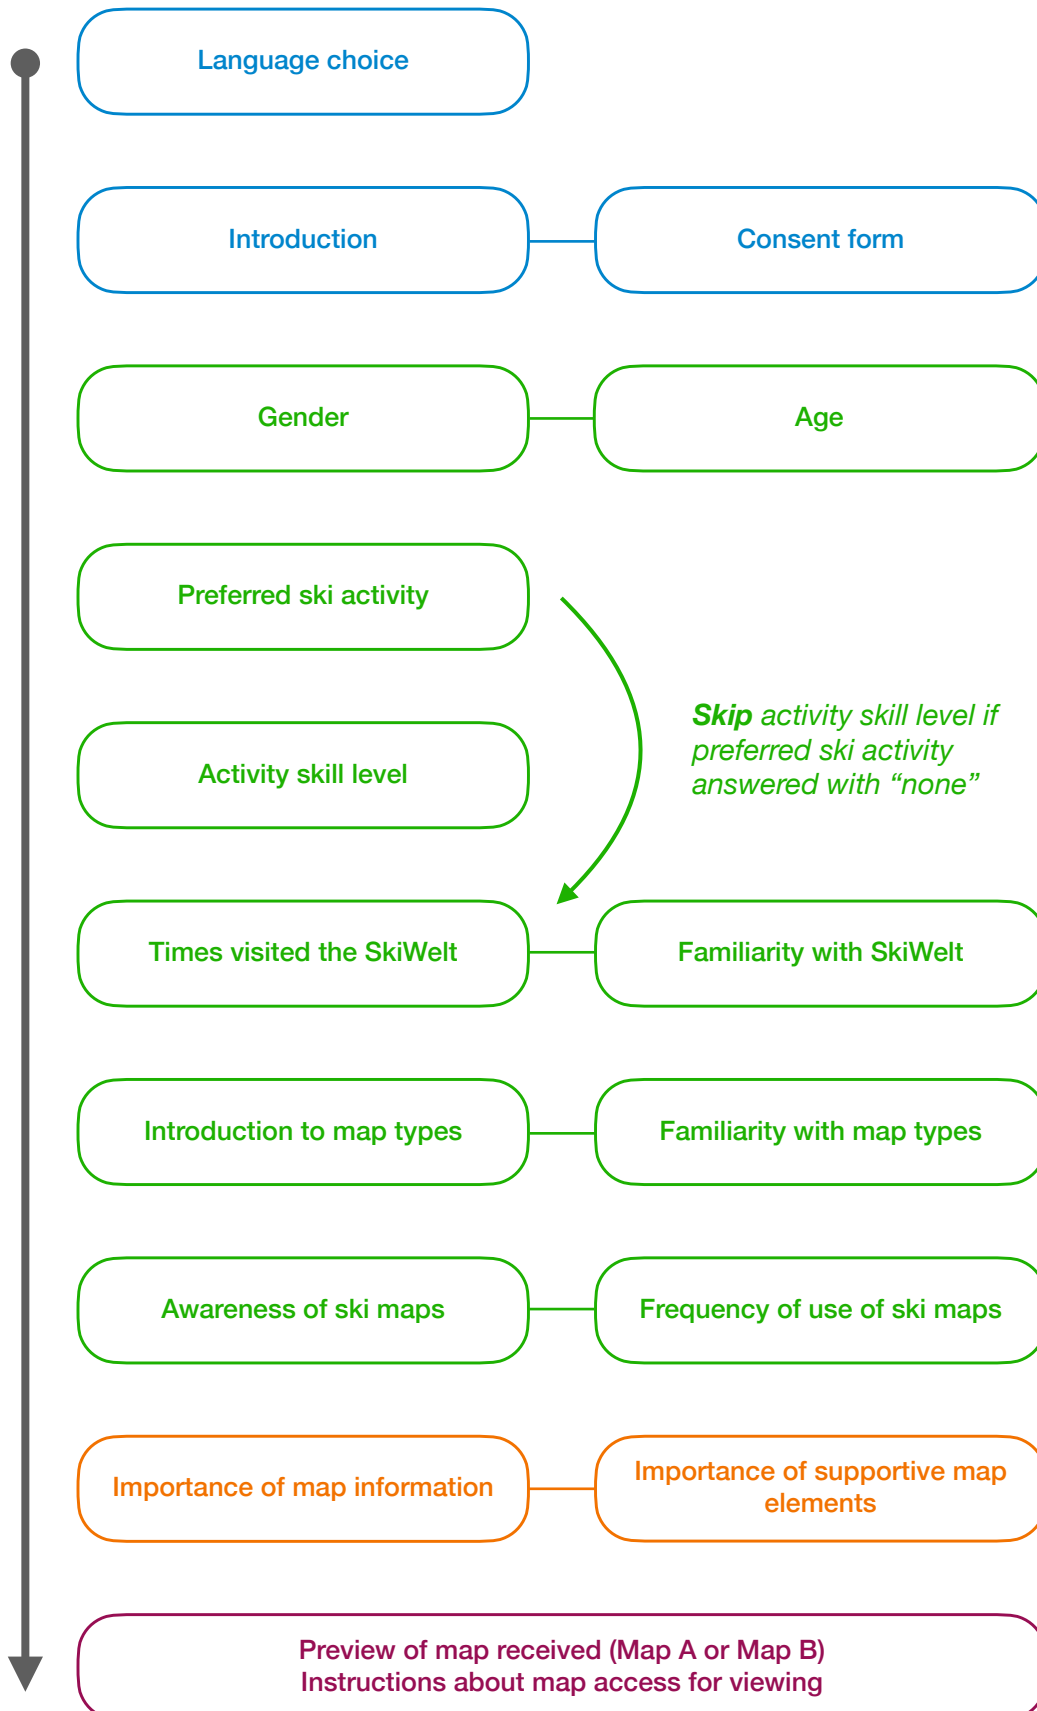 Language choice
Introduction
Consent form
Gender
Age
Preferred ski activity
Skip activity skill level if
preferred ski activity
answered with “none”
Activity skill level
Times visited the SkiWelt
Familiarity with SkiWelt
Introduction to map types
Familiarity with map types
Awareness of ski maps
Frequency of use of ski maps
Importance of map information
Importance of supportive map
elements
Preview of map received (Map A or Map B)
Instructions about map access for viewing